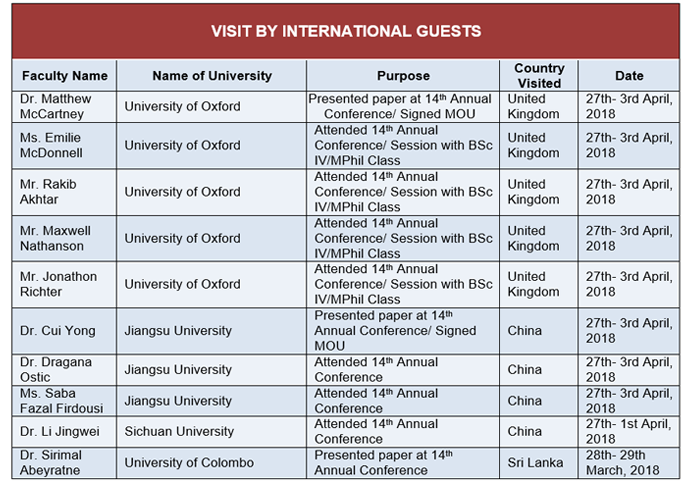 VISIT BY INTERNATIONAL GUESTS
Faculty Name Name of University Purpose Country Visited Date
Dr. Matthew McCartney University of Oxford Presented paper at 14th Annual Conference/ Signed MOU United Kingdom 27th- 3rd April, 2018
Ms. Emilie McDonnell University of Oxford Attended 14th Annual Conference/ Session with BSc IV/MPhil Class United Kingdom 27th- 3rd April, 2018
Mr. Rakib Akhtar University of Oxford Attended 14th Annual Conference/ Session with BSc IV/MPhil Class United Kingdom 27th- 3rd April, 2018
Mr. Maxwell Nathanson University of Oxford Attended 14th Annual Conference/ Session with BSc IV/MPhil Class United Kingdom 27th- 3rd April, 2018
Mr. Jonathon Richter University of Oxford Attended 14th Annual Conference/ Session with BSc IV/MPhil Class United Kingdom 27th- 3rd April, 2018
Dr. Cui Yong Jiangsu University Presented paper at 14th Annual Conference/ Signed MOU China 27th- 3rd April, 2018
Dr. Dragana Ostic Jiangsu University Attended 14th Annual Conference China 27th- 3rd April, 2018
Ms. Saba Fazal Firdousi Jiangsu University Attended 14th Annual Conference China 27th- 3rd April, 2018
Dr. Li Jingwei Sichuan University Attended 14th Annual Conference China 27th- 1st April, 2018
Dr. Sirimal Abeyratne University of Colombo Presented paper at 14th Annual Conference Sri Lanka 28th- 29th March, 2018